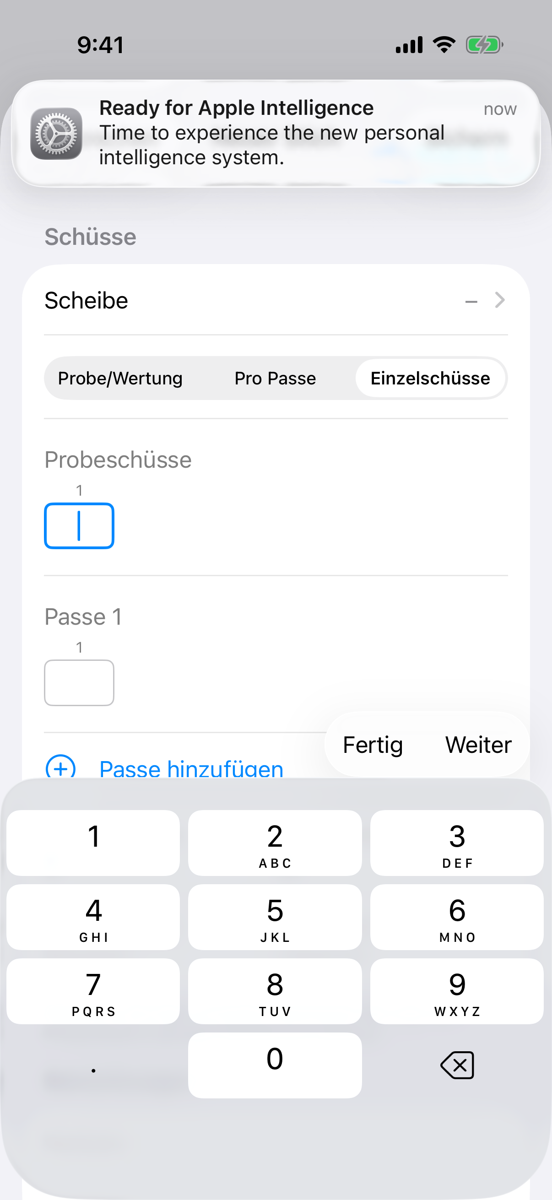 9:41
Ready for Apple Intelligence
now
Time to experience the new personal
intelligence system.
Schüsse
Scheibe
–
Probe/Wertung
Pro Passe
Einzelschüsse
Probeschüsse
1
Passe 1
1
Fertig
Weiter
Passe hinzufügen
1
2
ABC
3
DEF
4
GHI
5
JKL
6
MNO
7
PQRS
8
TUV
9
WXYZ
.
0